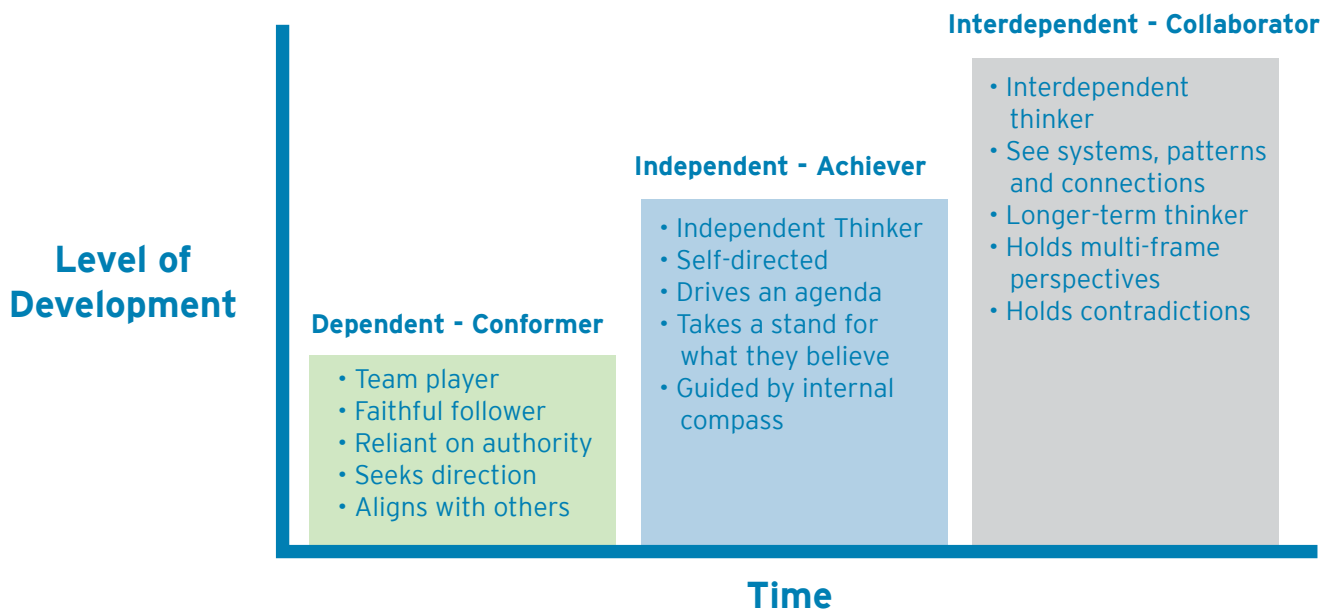 Interdependent - Collaborator
• Interdependent
thinker
• See systems, patterns
and connections
• Longer-term thinker
• Holds multi-frame
perspectives
• Holds contradictions
Independent - Achiever
• Independent Thinker
• Self-directed
• Drives an agenda
• Takes a stand for
what they believe
• Guided by internal
compass
Level of
Development
Dependent - Conformer
• Team player
• Faithful follower
• Reliant on authority
• Seeks direction
• Aligns with others
Time